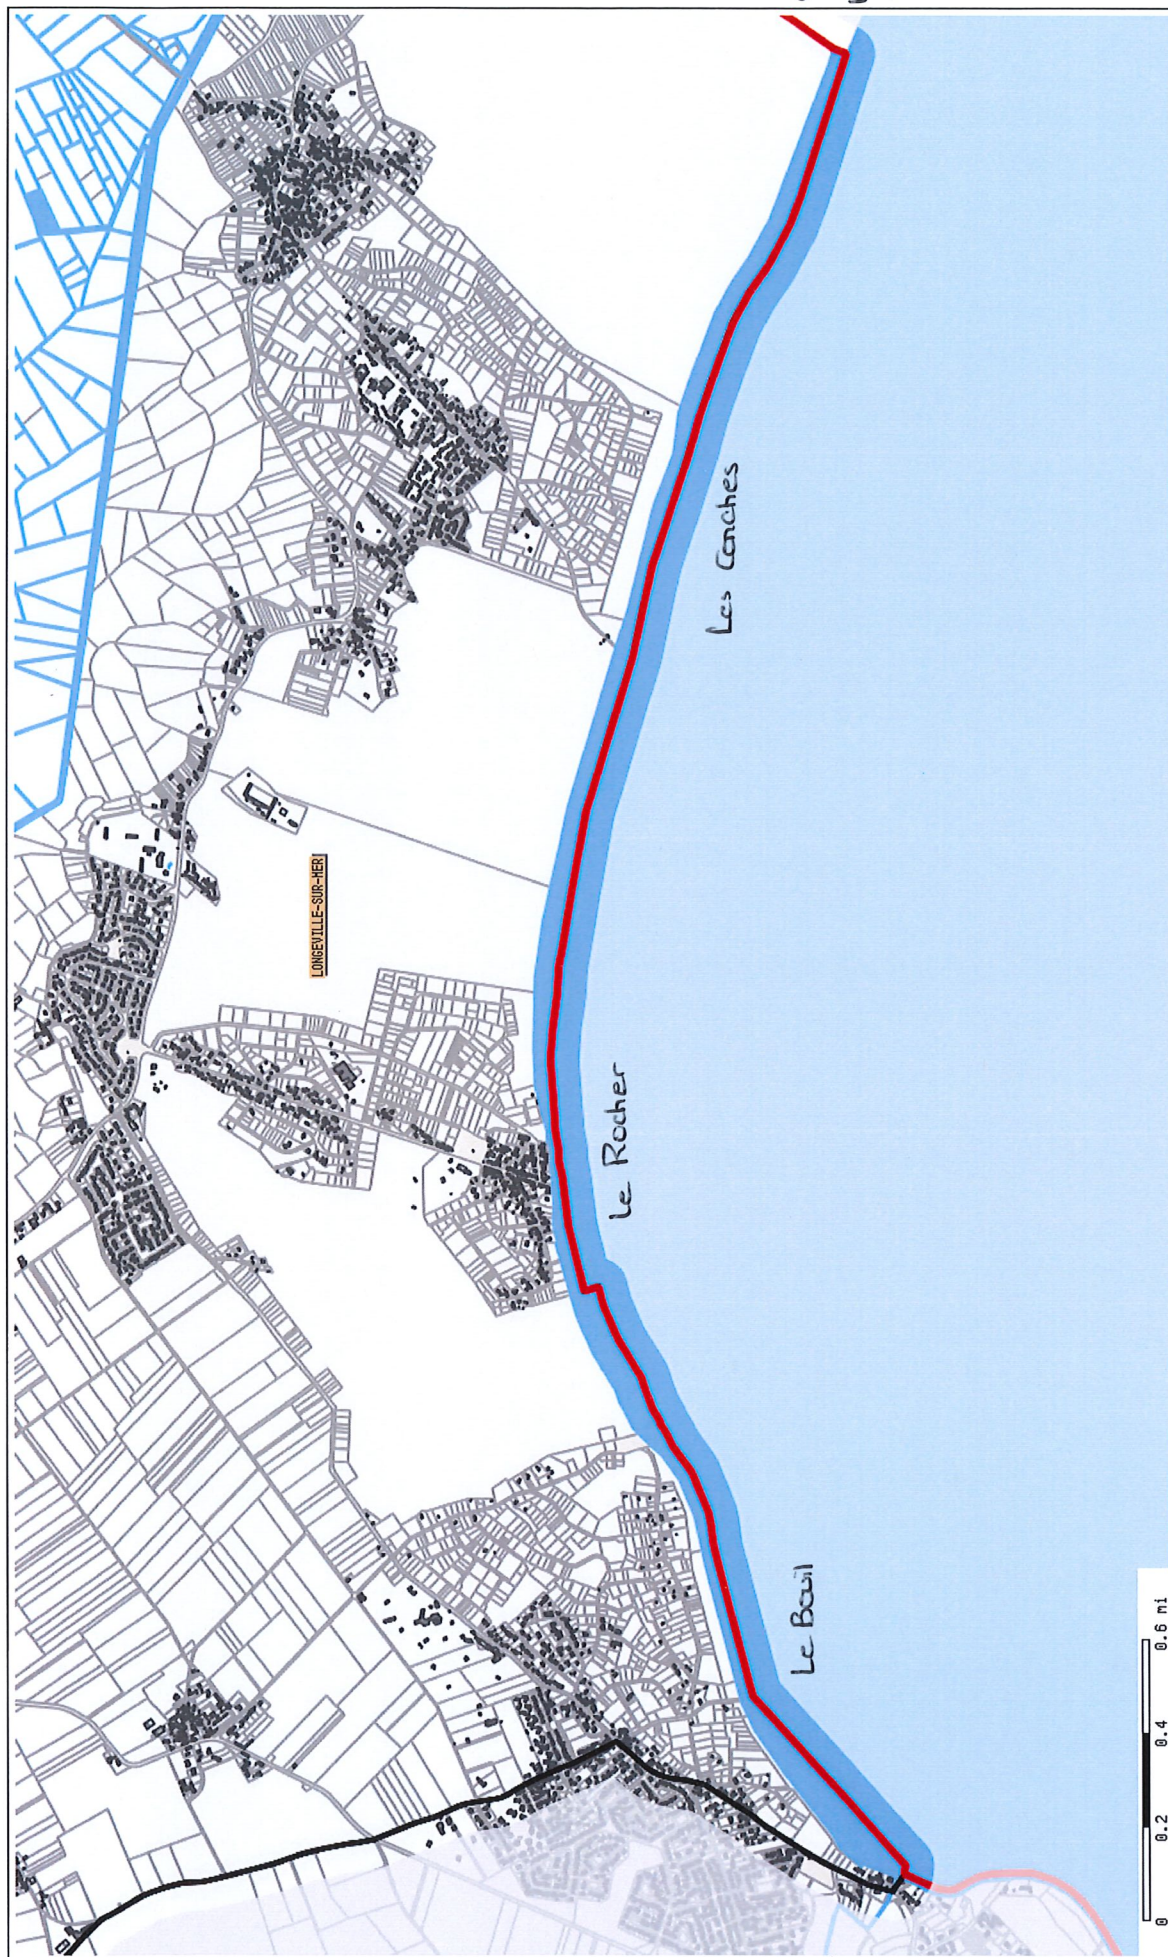 LONGEVILLE-SUR-MER
Les Conches
Le Rocher
Le Bouil
0 0.2 0.4 0.6 mi